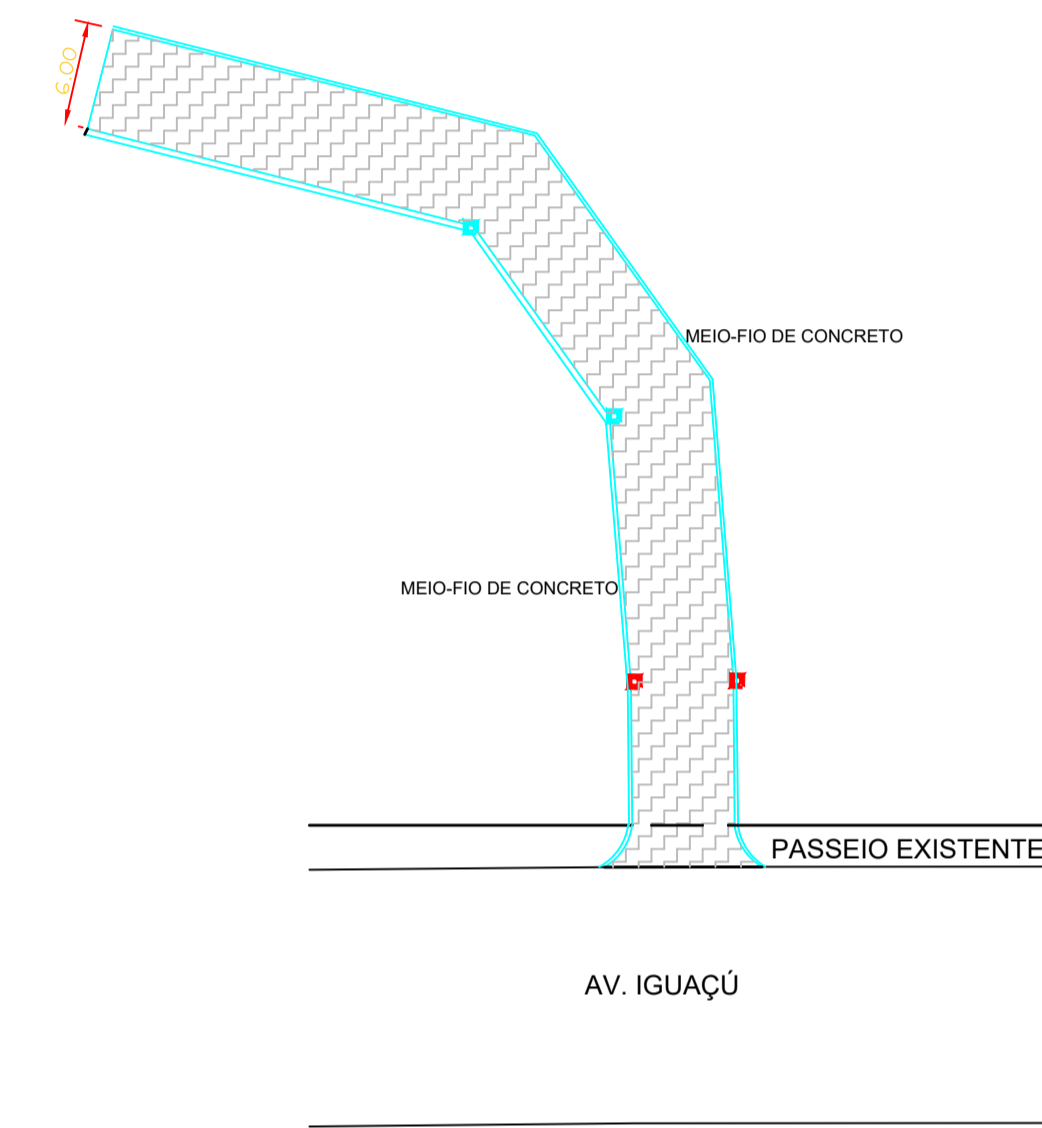 6.00
MEIO-FIO DE CONCRETO
MEIO-FIO DE CONCRETO
PASSEIO EXISTENTE
AV. IGUAÇÚ